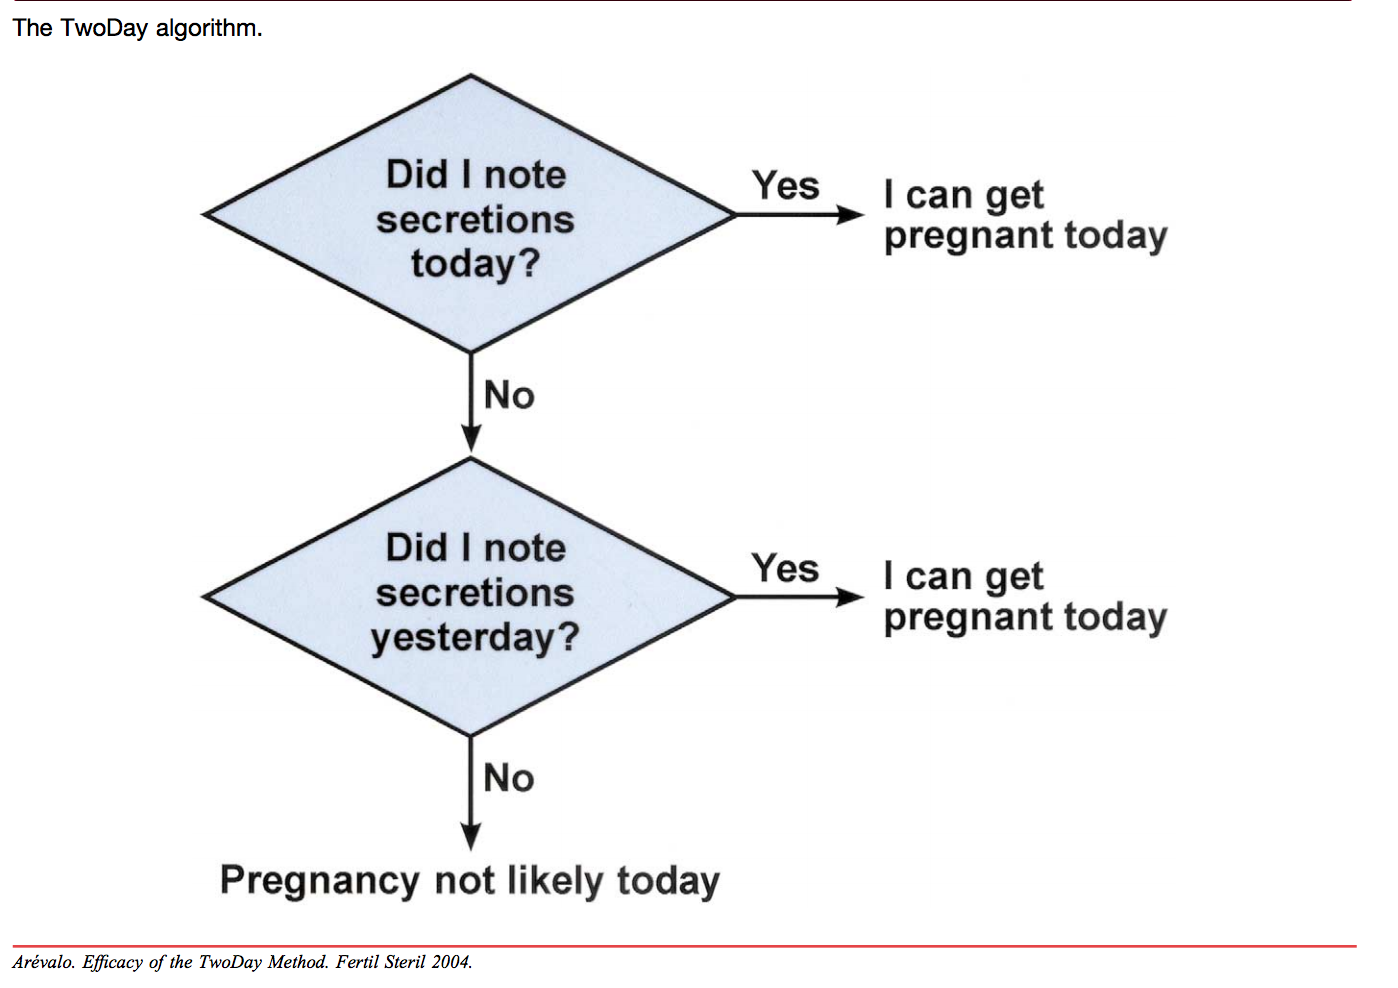 The TwoDay algorithm.
Did I note
secretions
today?
Yes
I can get
pregnant today
No
Did I note
secretions
yesterday?
Yes
I can get
pregnant today
No
Pregnancy not likely today
Arévalo. Efficacy of the TwoDay Method. Fertil Steril 2004.